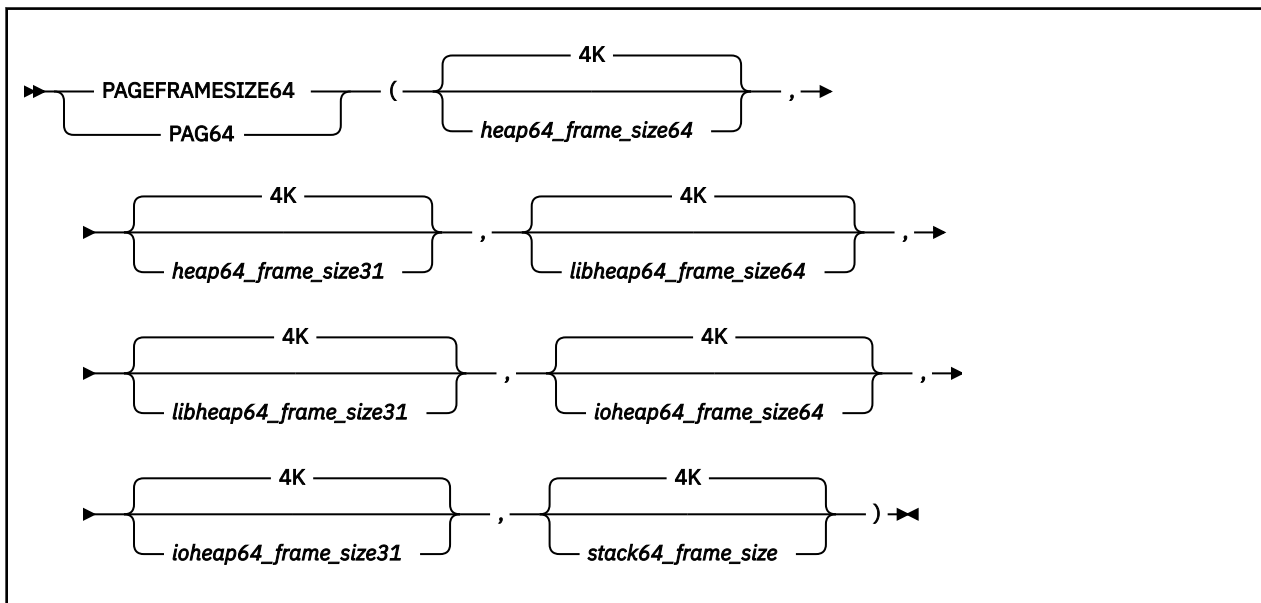 4K
PAGEFRAMESIZE64 ( ,
heap64_frame_size64
PAG64
4K 4K
, ,
heap64_frame_size31 libheap64_frame_size64
4K 4K
, ,
libheap64_frame_size31 ioheap64_frame_size64
4K 4K
, )
ioheap64_frame_size31 stack64_frame_size